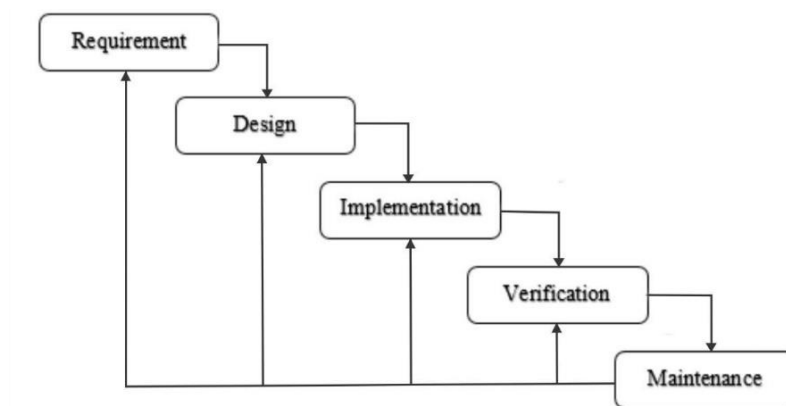 Requirement
Design
Implementation
Verification
Maintenance